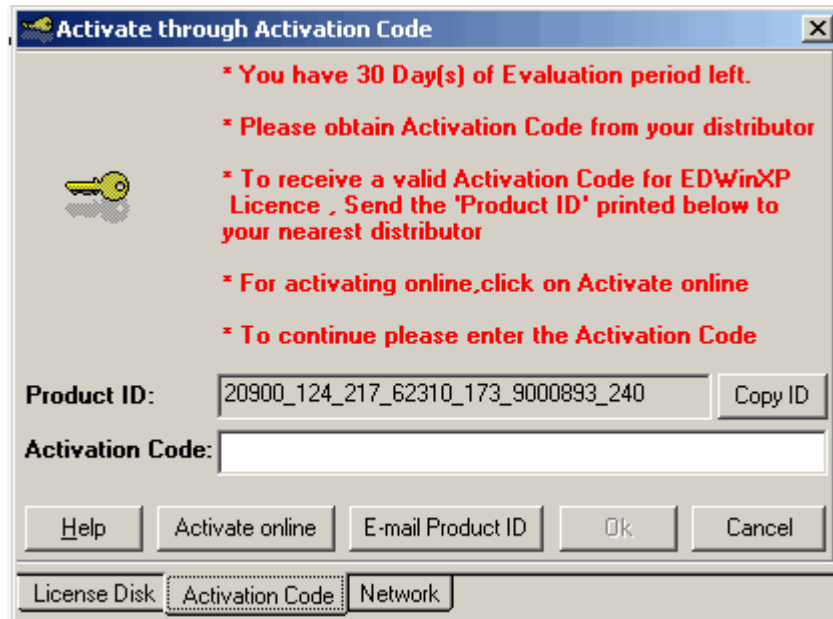 Activate through Activation Code
* You have 30 Day(s) of Evaluation period left.
* Please obtain Activation Code from your distributor
* To receive a valid Activation Code for EDWinXP
Licence , Send the 'Product ID' printed below to
your nearest distributor
* For activating online,click on Activate online
* To continue please enter the Activation Code
Product ID: 20900_124_217_62310_173_9000893_240 Copy ID
Activation Code:
Help Activate online E-mail Product ID Ok Cancel
License Disk Activation Code Network